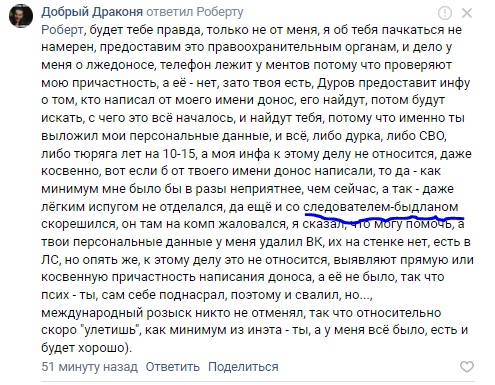 Добрый Драконя ответил Роберту
Роберт, будет тебе правда, только не от меня, я об тебя пачкаться не
намерен, предоставим это правоохранительным органам, и дело у
меня о лжедоносе, телефон лежит у ментов потому что проверяют
мою причастность, а её - нет, зато твоя есть, Дуров предоставит инфу
о том, кто написал от моего имени донос, его найдут, потом будут
искать, с чего это всё началось, и найдут тебя, потому что именно ты
выложил мои персональные данные, и всё, либо дурка, либо СВО,
либо тюряга лет на 10-15, а моя инфа к этому делу не относится, даже
косвенно, вот если б от твоего имени донос написали, то да - как
минимум мне было бы в разы неприятнее, чем сейчас, а так - даже
лёгким испугом не отделался, да ещё и со следователем-быдланом
скорешился, он там на комп жаловался, я сказал, что могу помочь, а
твои персональные данные у меня удалил ВК, их на стенке нет, есть в
ЛС, но опять же, к этому делу это не относится, выявляют прямую или
косвенную причастность написания доноса, а её не было, так что
псих - ты, сам себе поднасрал, поэтому и свалил, но...,
международный розыск никто не отменял, так что относительно
скоро "улетишь", как минимум из инэта - ты, а у меня всё было, есть и
будет хорошо).
51 минуту назад Ответить Поделиться